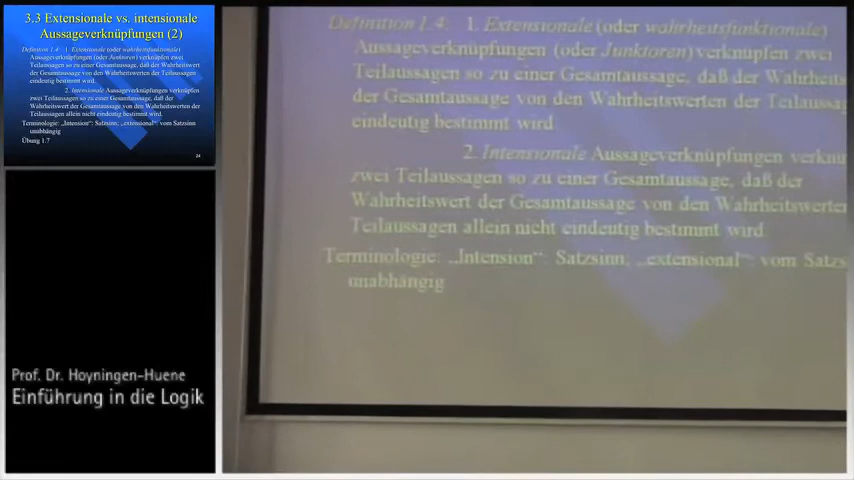 3.3 Extensionale vs. intensionale
Aussageverknüpfungen (2)
Definition 1.4: 1. Extensionale (oder wahrheitsfunktionale)
Aussageverknüpfungen (oder Junktoren) verknüpfen zwei
Teilaussagen so zu einer Gesamtaussage, daß der Wahrheitswert
der Gesamtaussage von den Wahrheitswerten der Teilaussagen
eindeutig bestimmt wird.
2. Intensionale Aussageverknüpfungen verknüpfen
zwei Teilaussagen so zu einer Gesamtaussage, daß der
Wahrheitswert der Gesamtaussage von den Wahrheitswerten der
Teilaussagen allein nicht eindeutig bestimmt wird.
Terminologie: „Intension“: Satzsinn, „extensional“: vom Satzsinn
unabhängig
Übung 1.7
24
Prof. Dr. Hoyningen-Huene
Einführung in die Logik
Definition 1.4: 1. Extensionale (oder wahrheitsfunktionale)
Aussageverknüpfungen (oder Junktoren) verknüpfen zwei
Teilaussagen so zu einer Gesamtaussage, daß der Wahrheits
der Gesamtaussage von den Wahrheitswerten der Teilaussag
eindeutig bestimmt wird
2. Intensionale Aussageverknüpfungen verknü
zwei Teilaussagen so zu einer Gesamtaussage, daß der
Wahrheitswert der Gesamtaussage von den Wahrheitswerten
Teilaussagen allein nicht eindeutig bestimmt wird
Terminologie: „Intension“: Satzsinn, „extensional“: vom Satzs
unabhängig